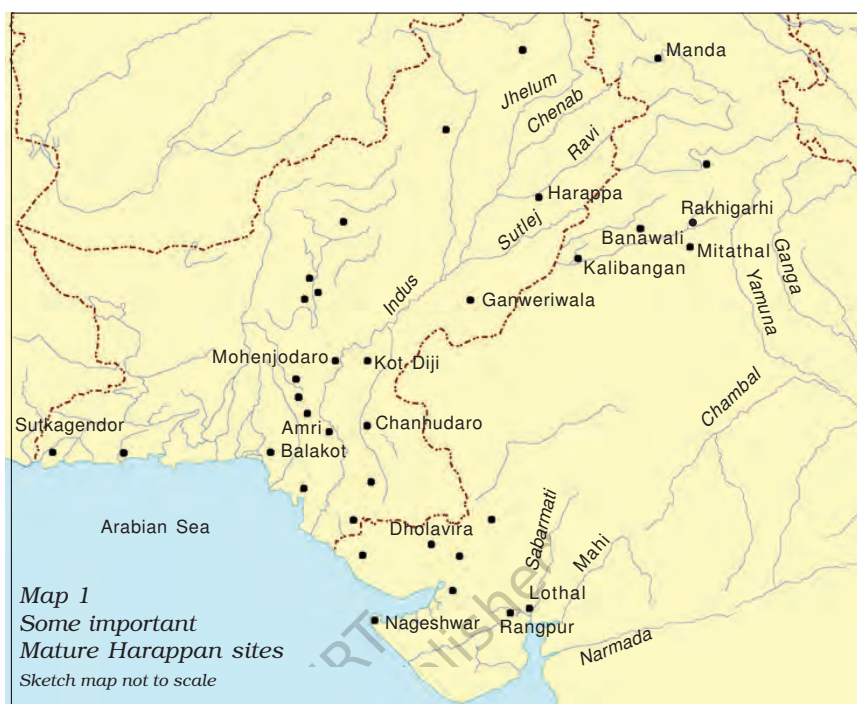 Manda
Jhelum
Chenab
Ravi
Harappa
Sutlej
Rakhigarhi
Banawali
Mitathal
Kalibangan
Ganga
Yamuna
Indus
Ganweriwala
Mohenjodaro
Kot Diji
Chambal
Sutkagendor
Amri
Chanhudaro
Balakot
Arabian Sea
Dholavira
Sabarmati
Mahi
Lothal
Nageshwar
Rangpur
Narmada
Map 1
Some important
Mature Harappan sites
Sketch map not to scale